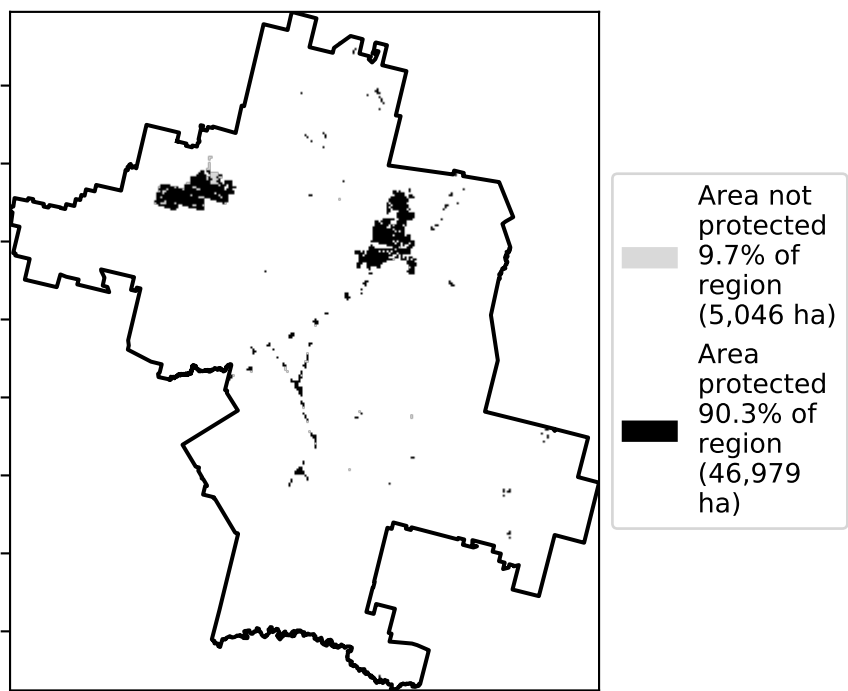 Area not
protected
9.7% of
region
(5,046 ha)
Area
protected
90.3% of
region
(46,979
ha)